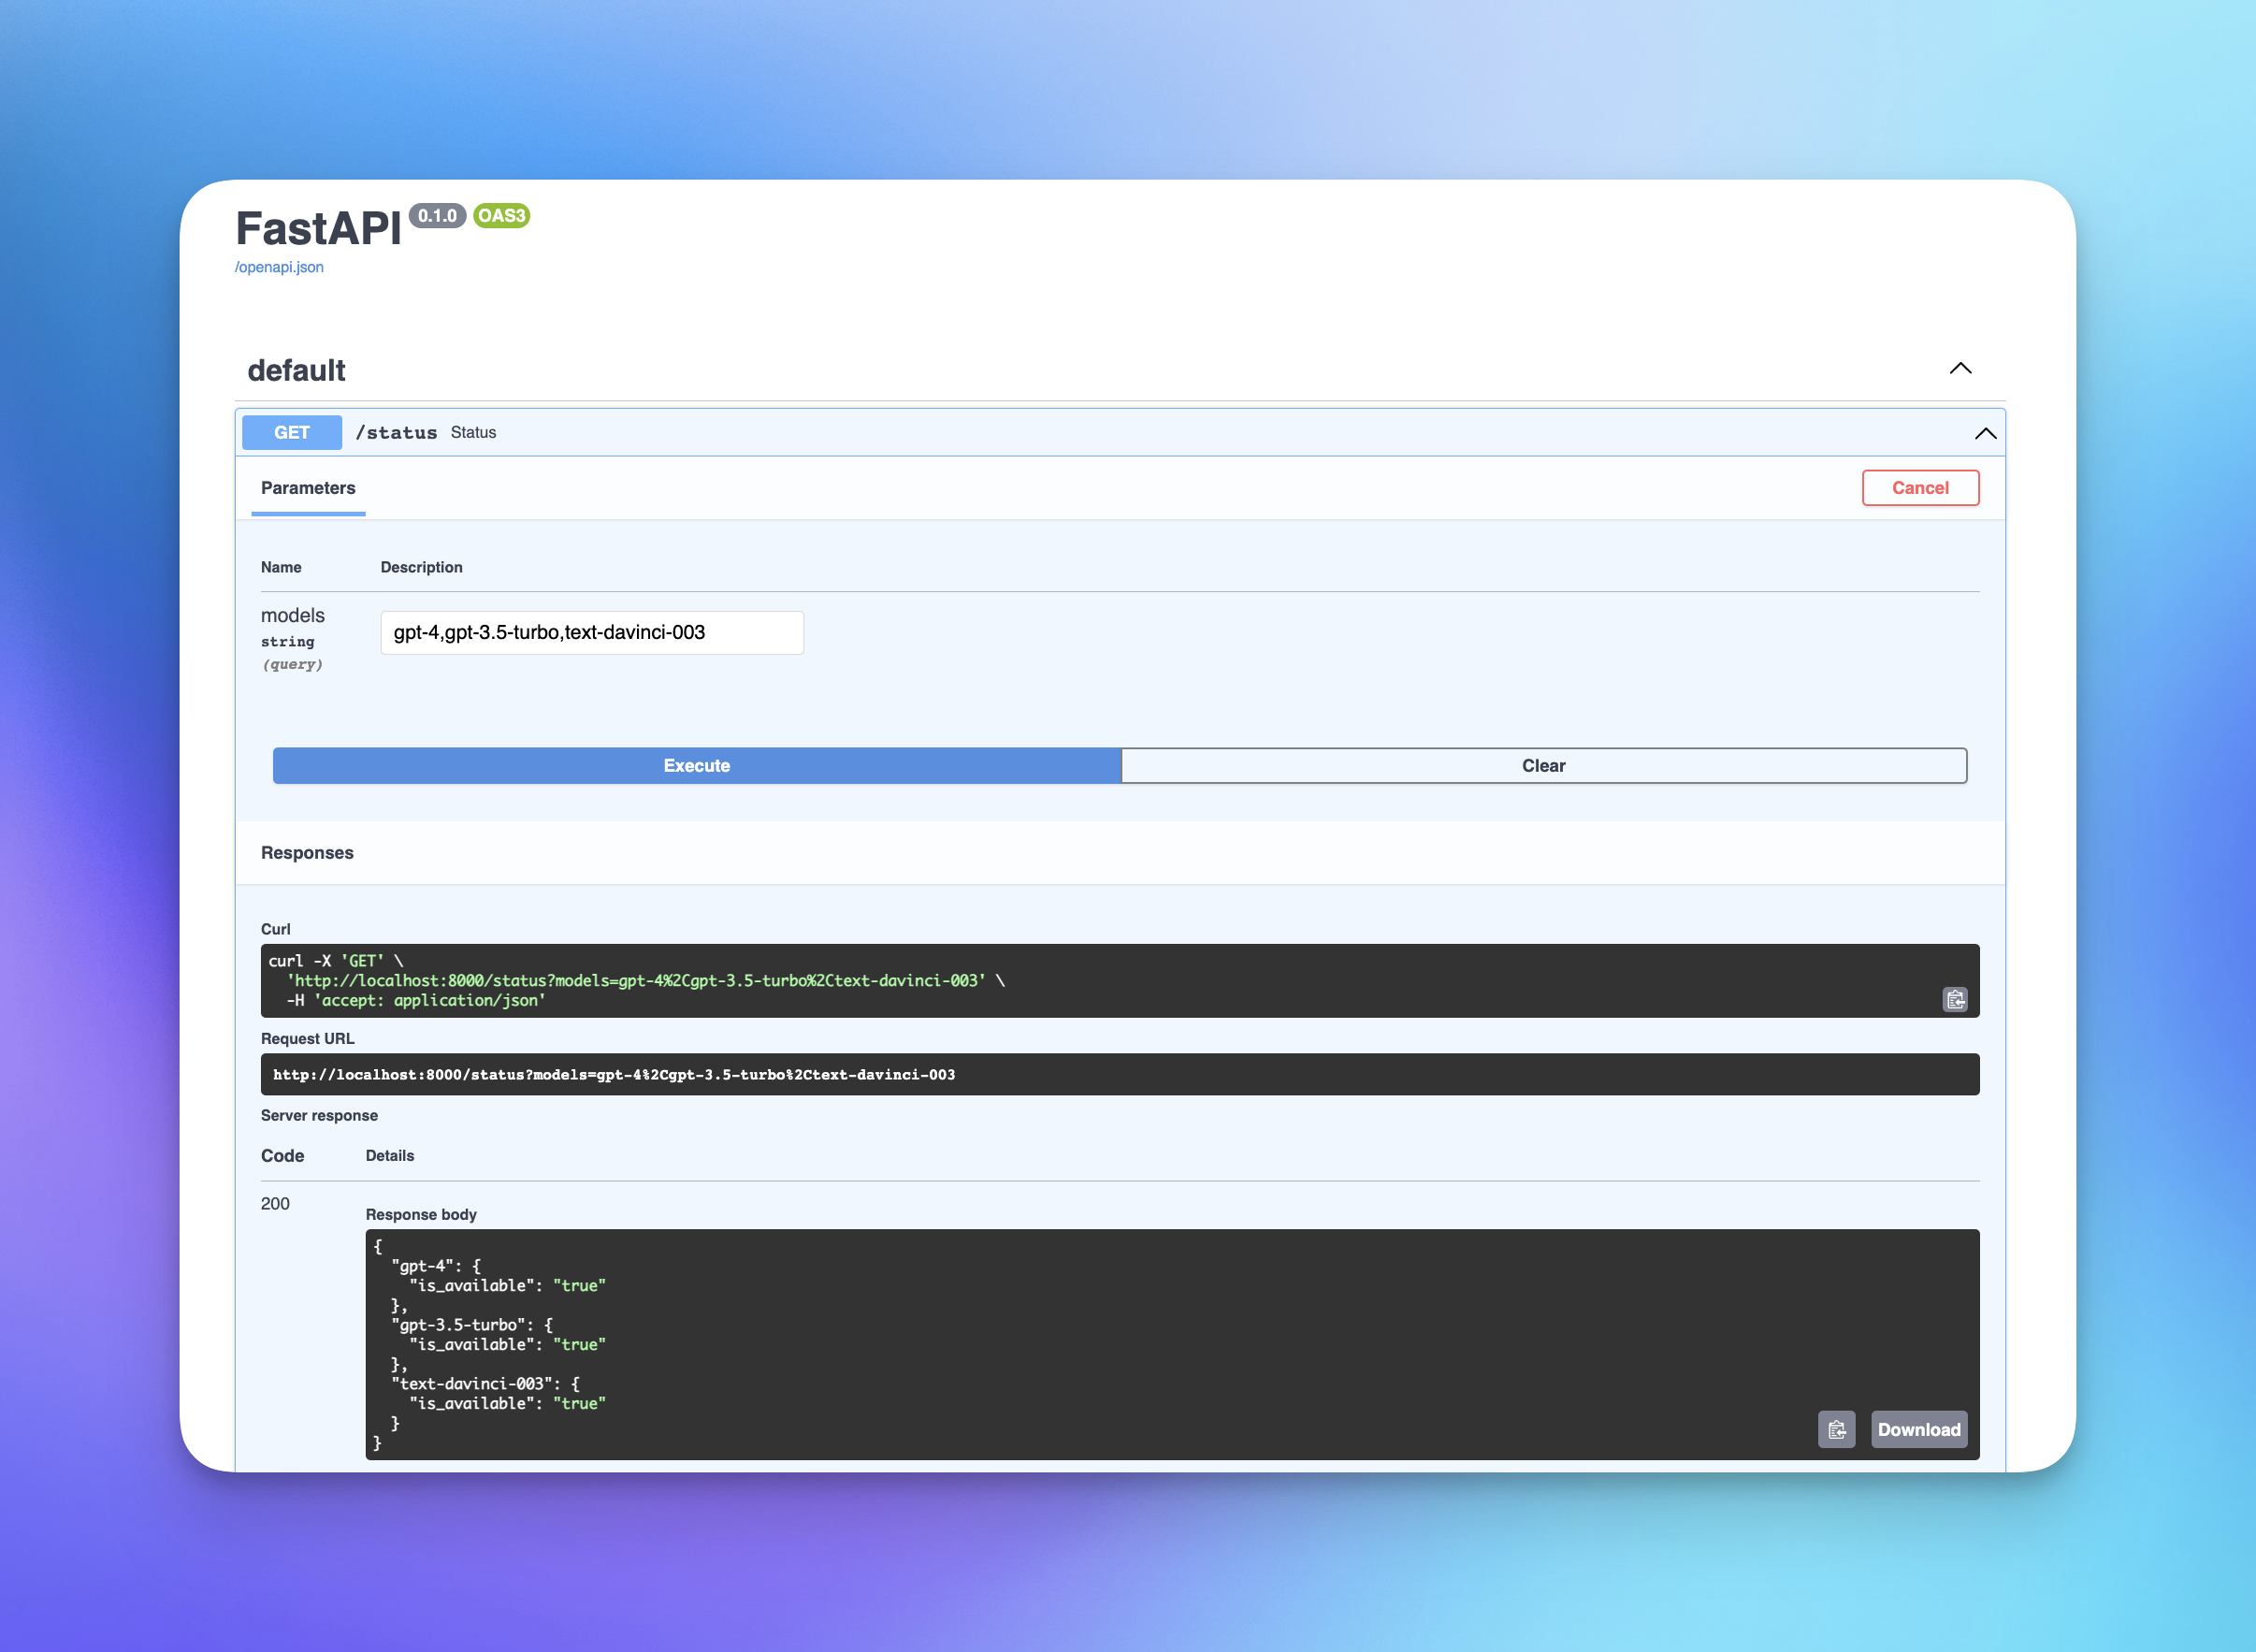 FastAPI 0.1.0 OAS3
/openapi.json
default
GET /status Status
Parameters
Cancel
Name Description
models
string
(query)
gpt-4,gpt-3.5-turbo,text-davinci-003
Execute Clear
Responses
Curl
curl -X 'GET' \
  'http://localhost:8000/status?models=gpt-4%2Cgpt-3.5-turbo%2Ctext-davinci-003' \
  -H 'accept: application/json'
Request URL
http://localhost:8000/status?models=gpt-4%2Cgpt-3.5-turbo%2Ctext-davinci-003
Server response
Code Details
200
Response body
{
  "gpt-4": {
    "is_available": "true"
  },
  "gpt-3.5-turbo": {
    "is_available": "true"
  },
  "text-davinci-003": {
    "is_available": "true"
  }
}
Download